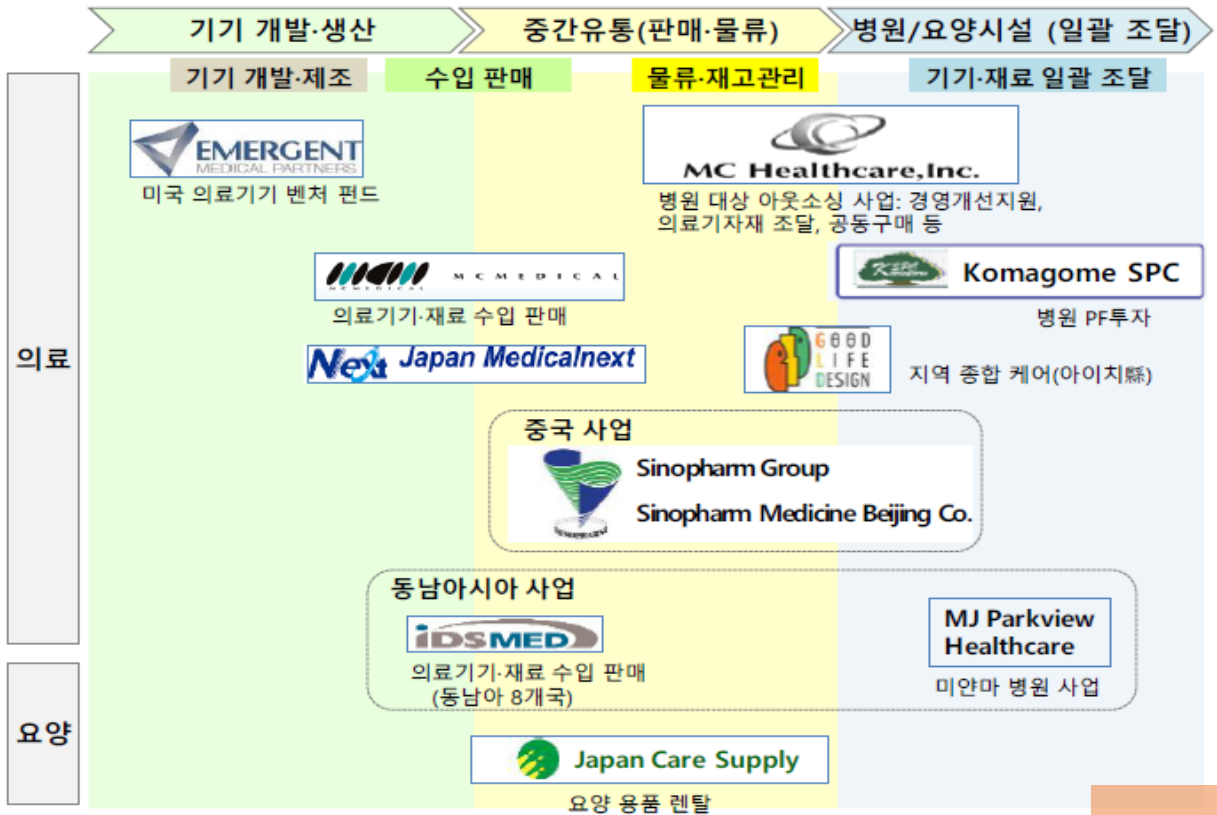 기기 개발·생산
중간유통(판매·물류)
병원/요양시설 (일괄 조달)
기기 개발·제조
수입 판매
물류·재고관리
기기·재료 일괄 조달
의료
EMERGENT
MEDICAL PARTNERS
미국 의료기기 벤처 펀드
MC Healthcare,Inc.
병원 대상 아웃소싱 사업: 경영개선지원,
의료기자재 조달, 공동구매 등
MCMEDICAL
의료기기·재료 수입 판매
Komagome SPC
병원 PF투자
Next Japan Medicalnext
GOOD
LIFE
DESIGN
지역 종합 케어(아이치縣)
중국 사업
Sinopharm Group
Sinopharm Medicine Beijing Co.
동남아시아 사업
iDSMED
의료기기·재료 수입 판매
(동남아 8개국)
MJ Parkview
Healthcare
미얀마 병원 사업
요양
Japan Care Supply
요양 용품 렌탈